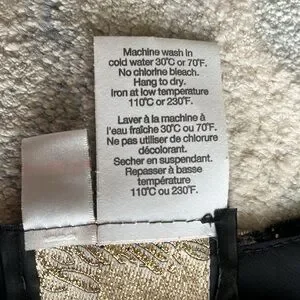 Machine wash in
cold water 30°C or 70°F.
No chlorine bleach.
Hang to dry.
Iron at low temperature
110°C or 230°F.
Laver à la machine à
l'eau fraîche 30°C ou 70°F.
Ne pas utiliser de chlorure
décolorant.
Secher en suspendant.
Repasser à basse
température
110°C ou 230°F.